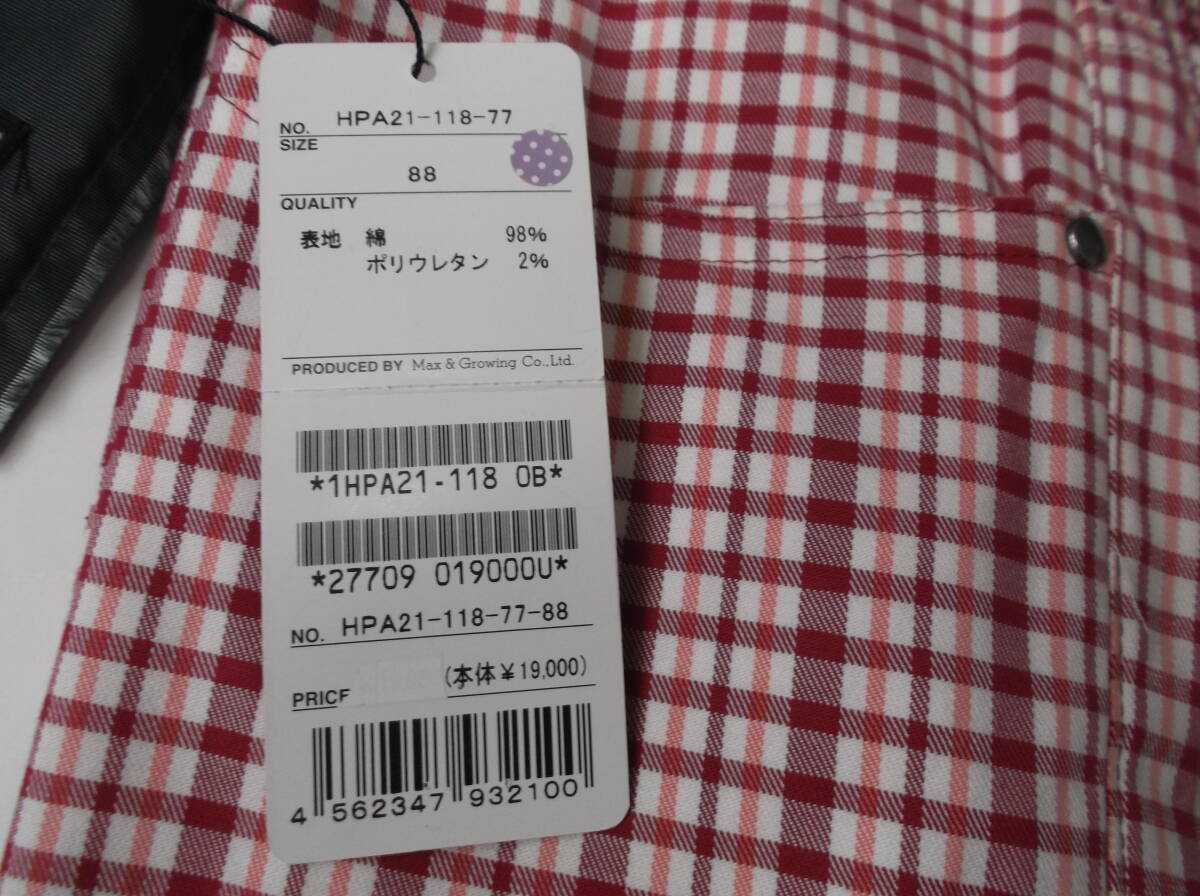 NO. HPA21-118-77
SIZE
88
QUALITY
表地 綿 98%
ポリウレタン 2%
PRODUCED BY Max & Growing Co.,Ltd.
*1HPA21-118 0B*
*27709 019000U*
NO. HPA21-118-77-88
(本体¥19,000)
PRICE
4 562347 932100